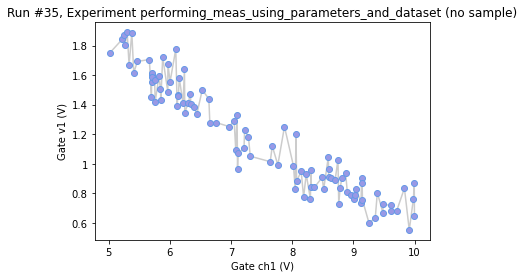 Run #35, Experiment performing_meas_using_parameters_and_dataset (no sample)
Gate v1 (V)
1.8
1.6
1.4
1.2
1
0.8
0.6
5 6 7 8 9 10
Gate ch1 (V)